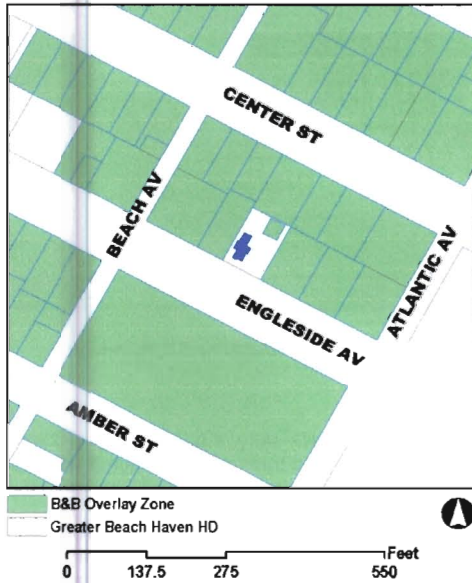 CENTER ST
BEACH AV
ATLANTIC AV
ENGLESIDE AV
AMBER ST
B&B Overlay Zone
Greater Beach Haven HD
Feet
0 137.5 275 550